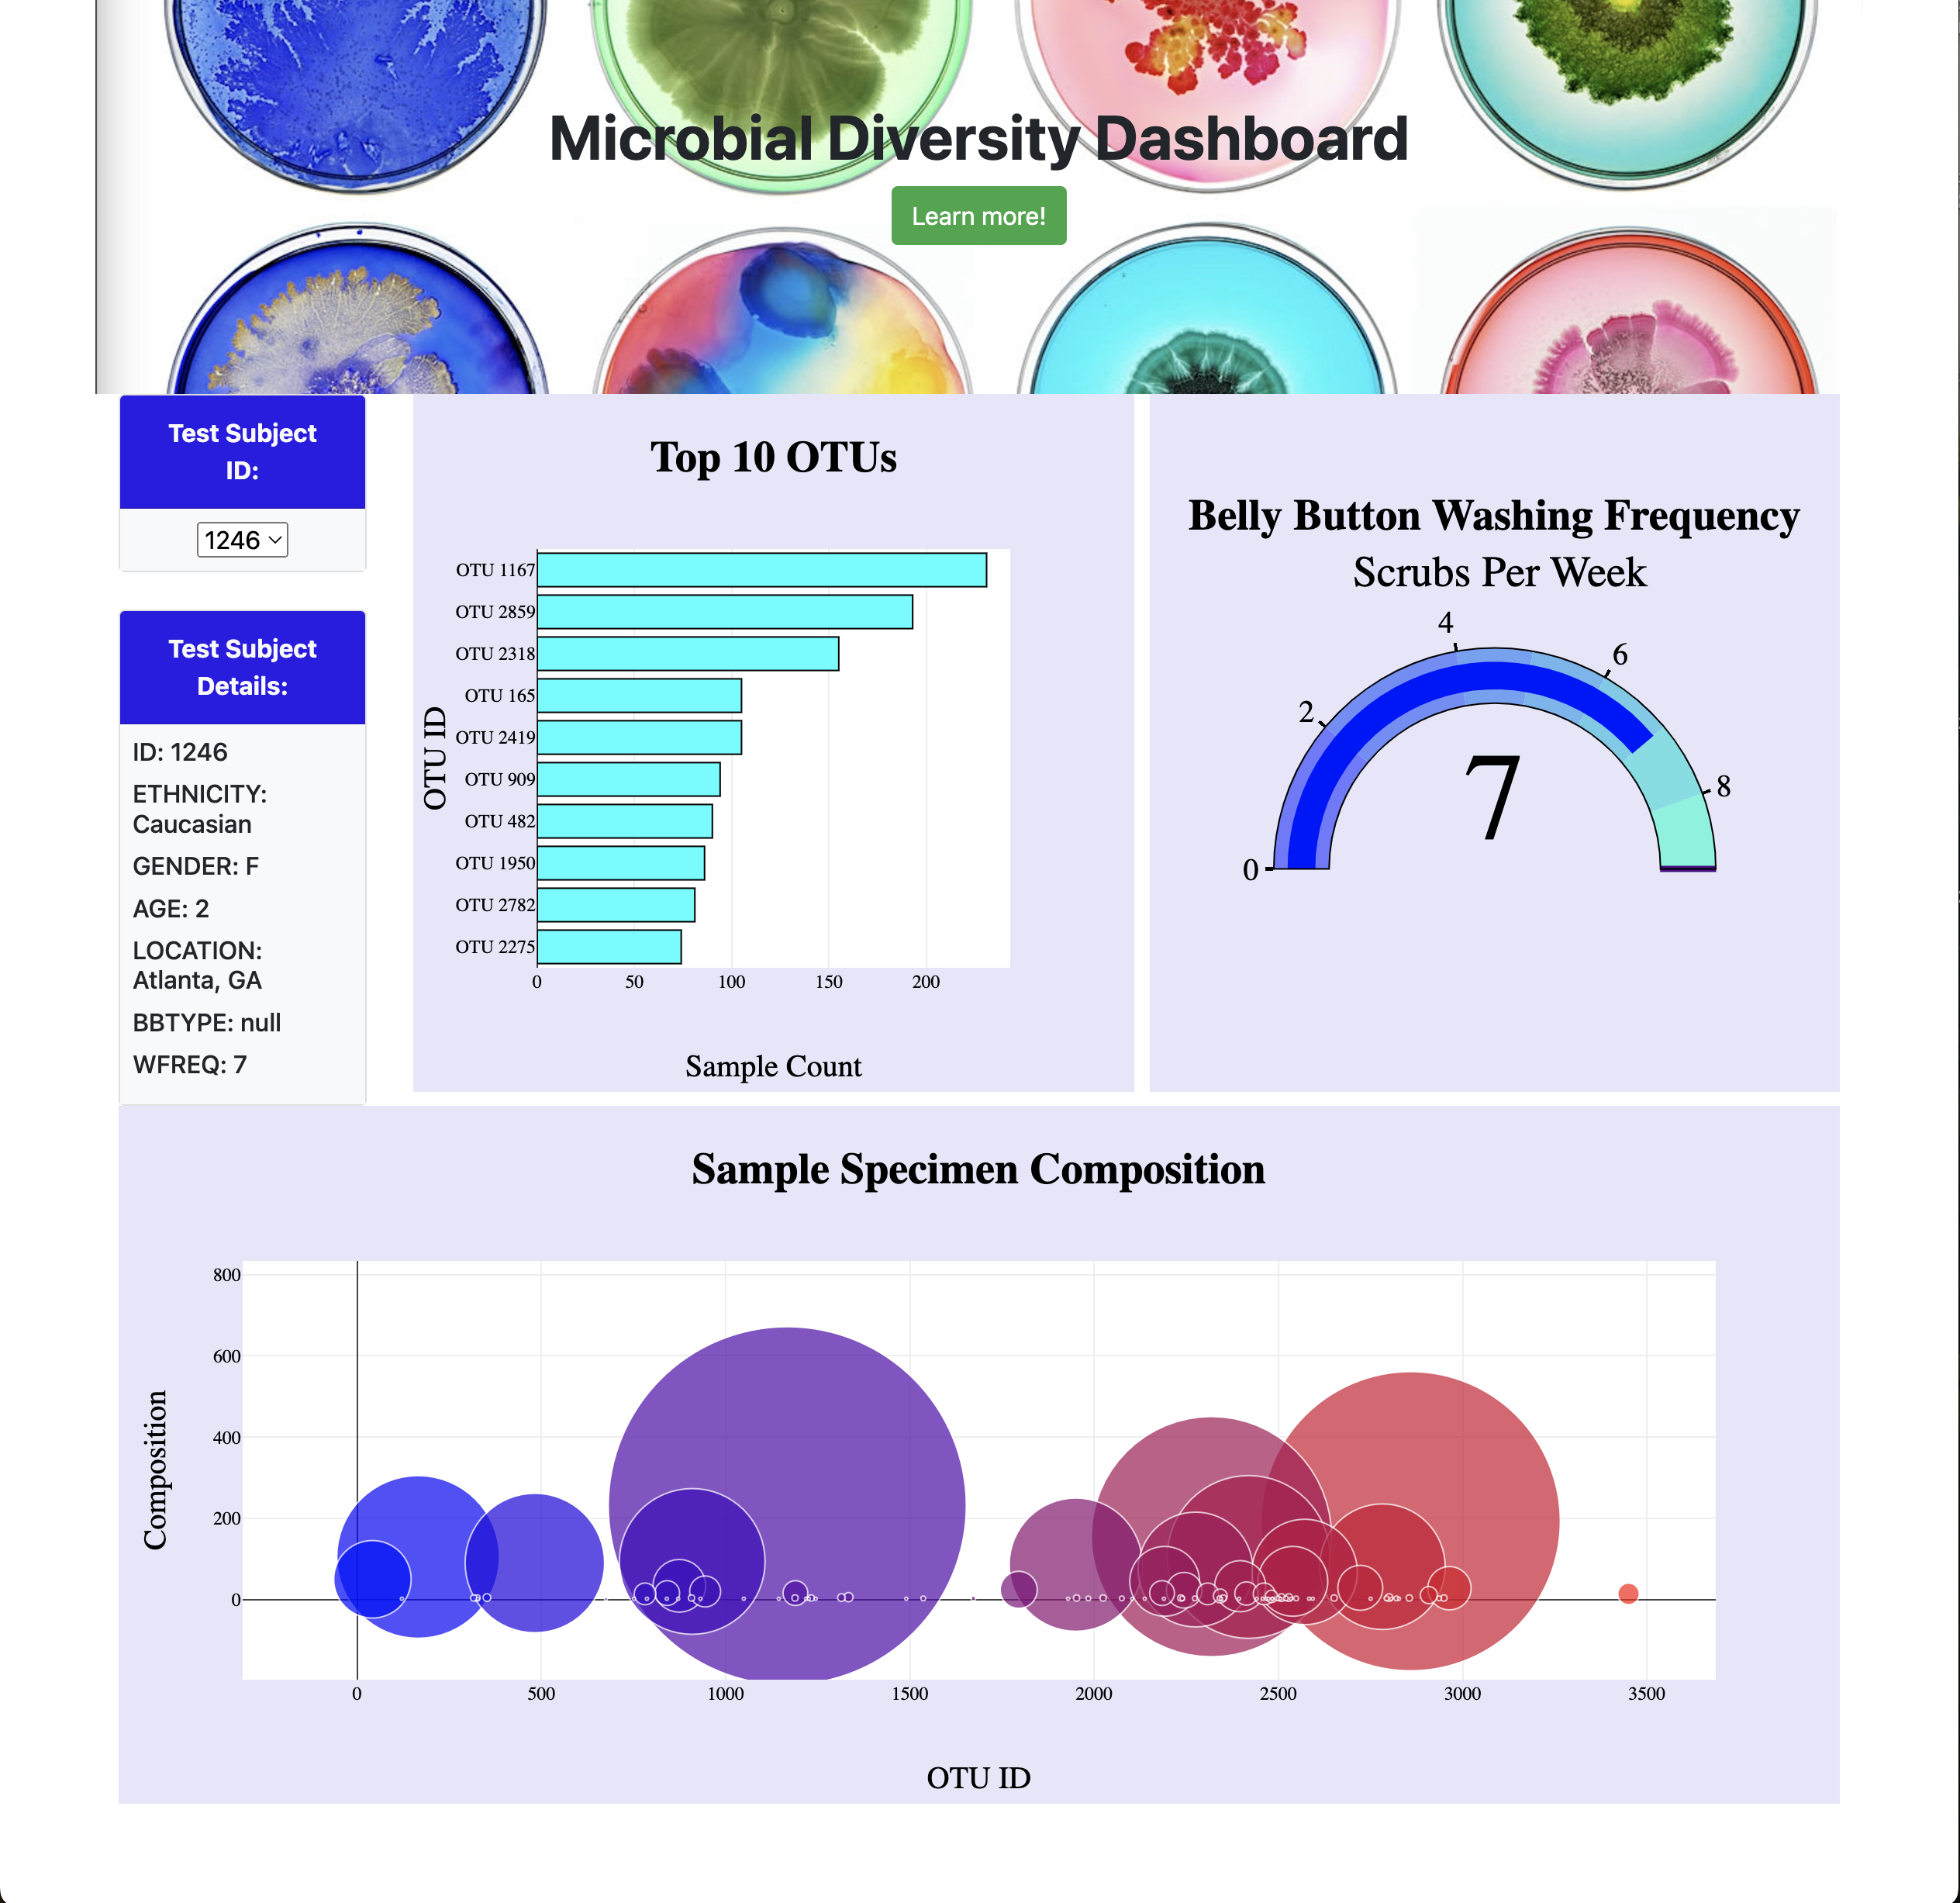 Microbial Diversity Dashboard
Learn more!
Test Subject
ID:
1246
Test Subject
Details:
ID: 1246
ETHNICITY:
Caucasian
GENDER: F
AGE: 2
LOCATION:
Atlanta, GA
BBTYPE: null
WFREQ: 7
Top 10 OTUs
OTU ID
OTU 1167
OTU 2859
OTU 2318
OTU 165
OTU 2419
OTU 909
OTU 482
OTU 1950
OTU 2782
OTU 2275
0 50 100 150 200
Sample Count
Belly Button Washing Frequency
Scrubs Per Week
0
2
4
6
8
7
Sample Specimen Composition
Composition
800
600
400
200
0
0 500 1000 1500 2000 2500 3000 3500
OTU ID